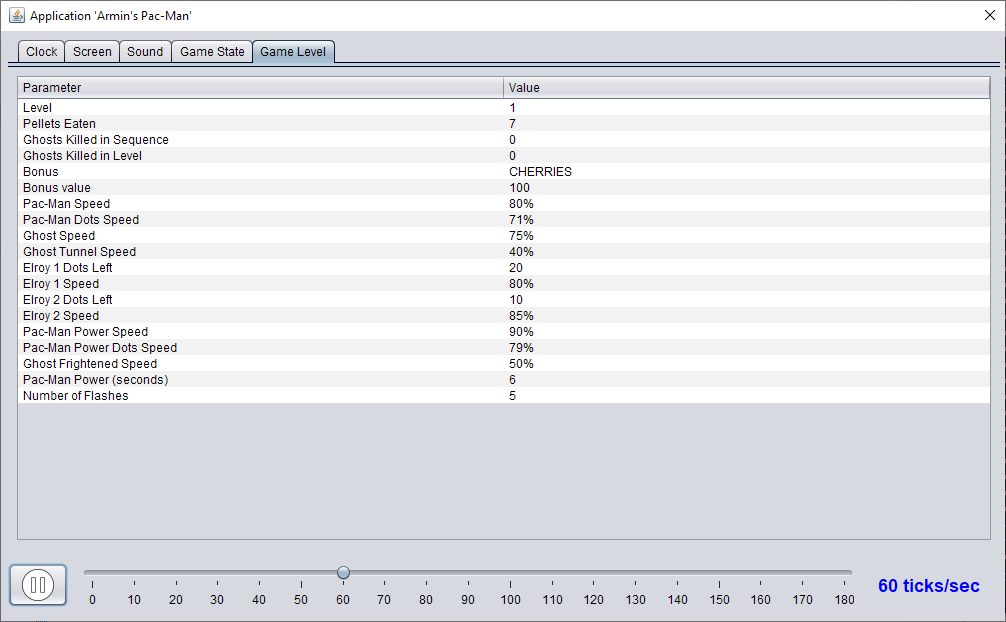 Application 'Armin's Pac-Man'
Clock Screen Sound Game State Game Level
Parameter Value
Level 1
Pellets Eaten 7
Ghosts Killed in Sequence 0
Ghosts Killed in Level 0
Bonus CHERRIES
Bonus value 100
Pac-Man Speed 80%
Pac-Man Dots Speed 71%
Ghost Speed 75%
Ghost Tunnel Speed 40%
Elroy 1 Dots Left 20
Elroy 1 Speed 80%
Elroy 2 Dots Left 10
Elroy 2 Speed 85%
Pac-Man Power Speed 90%
Pac-Man Power Dots Speed 79%
Ghost Frightened Speed 50%
Pac-Man Power (seconds) 6
Number of Flashes 5
0 10 20 30 40 50 60 70 80 90 100 110 120 130 140 150 160 170 180
60 ticks/sec